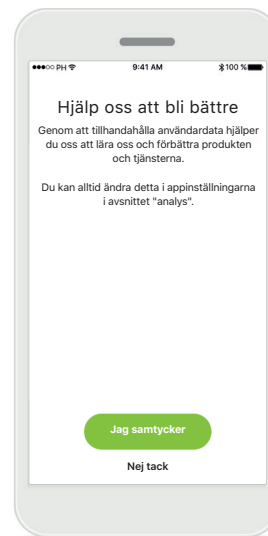 PH 9:41 AM 100 %
Hjälp oss att bli bättre
Genom att tillhandahålla användardata hjälper
du oss att lära oss och förbättra produkten
och tjänsterna.
Du kan alltid ändra detta i appinställningarna
i avsnittet "analys".
Jag samtycker
Nej tack